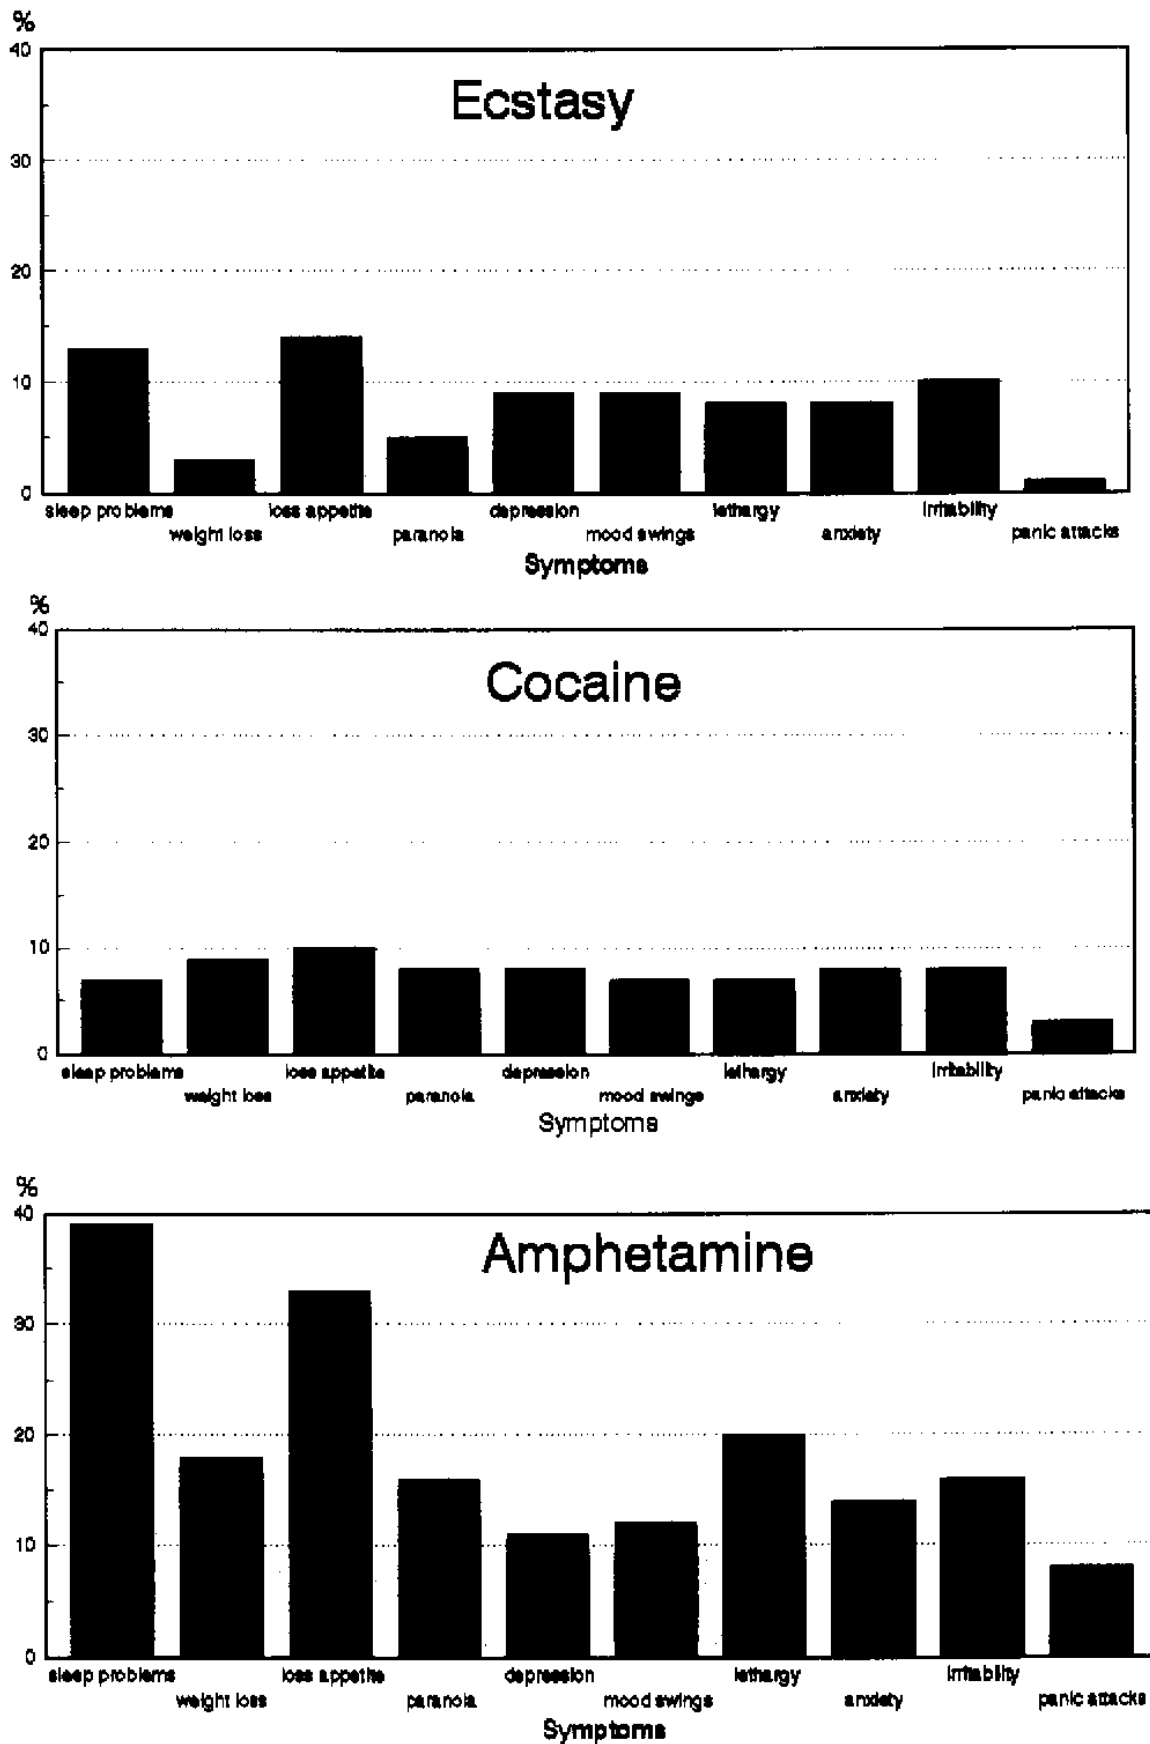 %
40
Ecstasy
30
20
10
0
sleep problems loss appetite depression lethargy irritability
weight loss paranoia mood swings anxiety panic attacks
Symptoms
%
40
Cocaine
30
20
10
0
sleep problems loss appetite depression lethargy irritability
weight loss paranoia mood swings anxiety panic attacks
Symptoms
%
40
Amphetamine
30
20
10
0
sleep problems loss appetite depression lethargy irritability
weight loss paranoia mood swings anxiety panic attacks
Symptoms